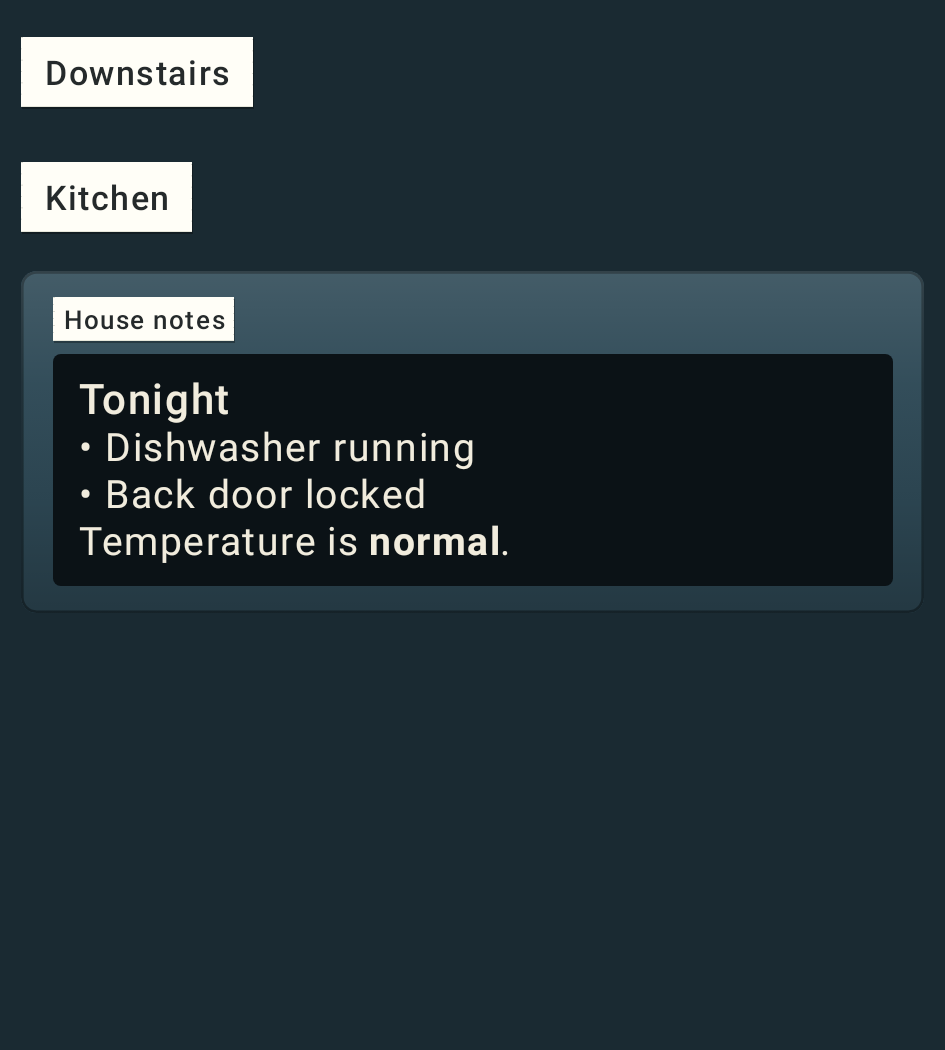 Downstairs
Kitchen
House notes
Tonight
• Dishwasher running
• Back door locked
Temperature is normal.